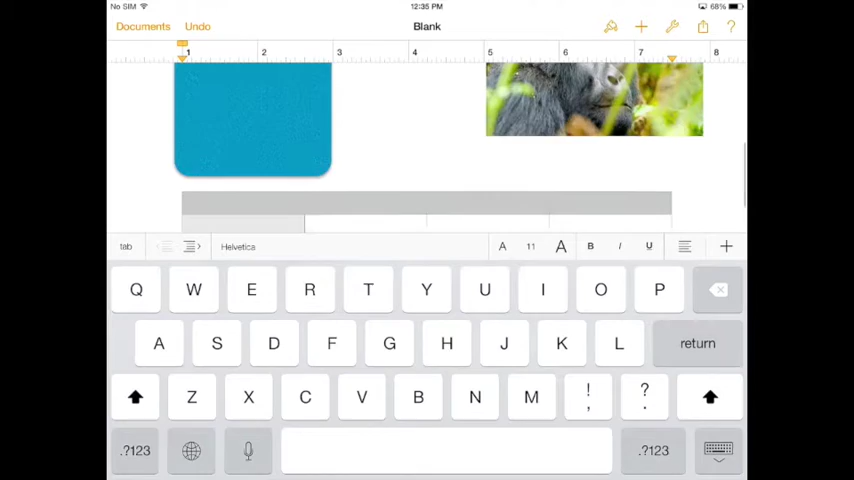 No SIM 12:35 PM 68%
Documents Undo Blank ?
1 2 3 4 5 6 7 8
tab Helvetica A 11 A B I U
Q W E R T Y U I O P
A S D F G H J K L return
Z X C V B N M ! , ? .
.?123 .?123